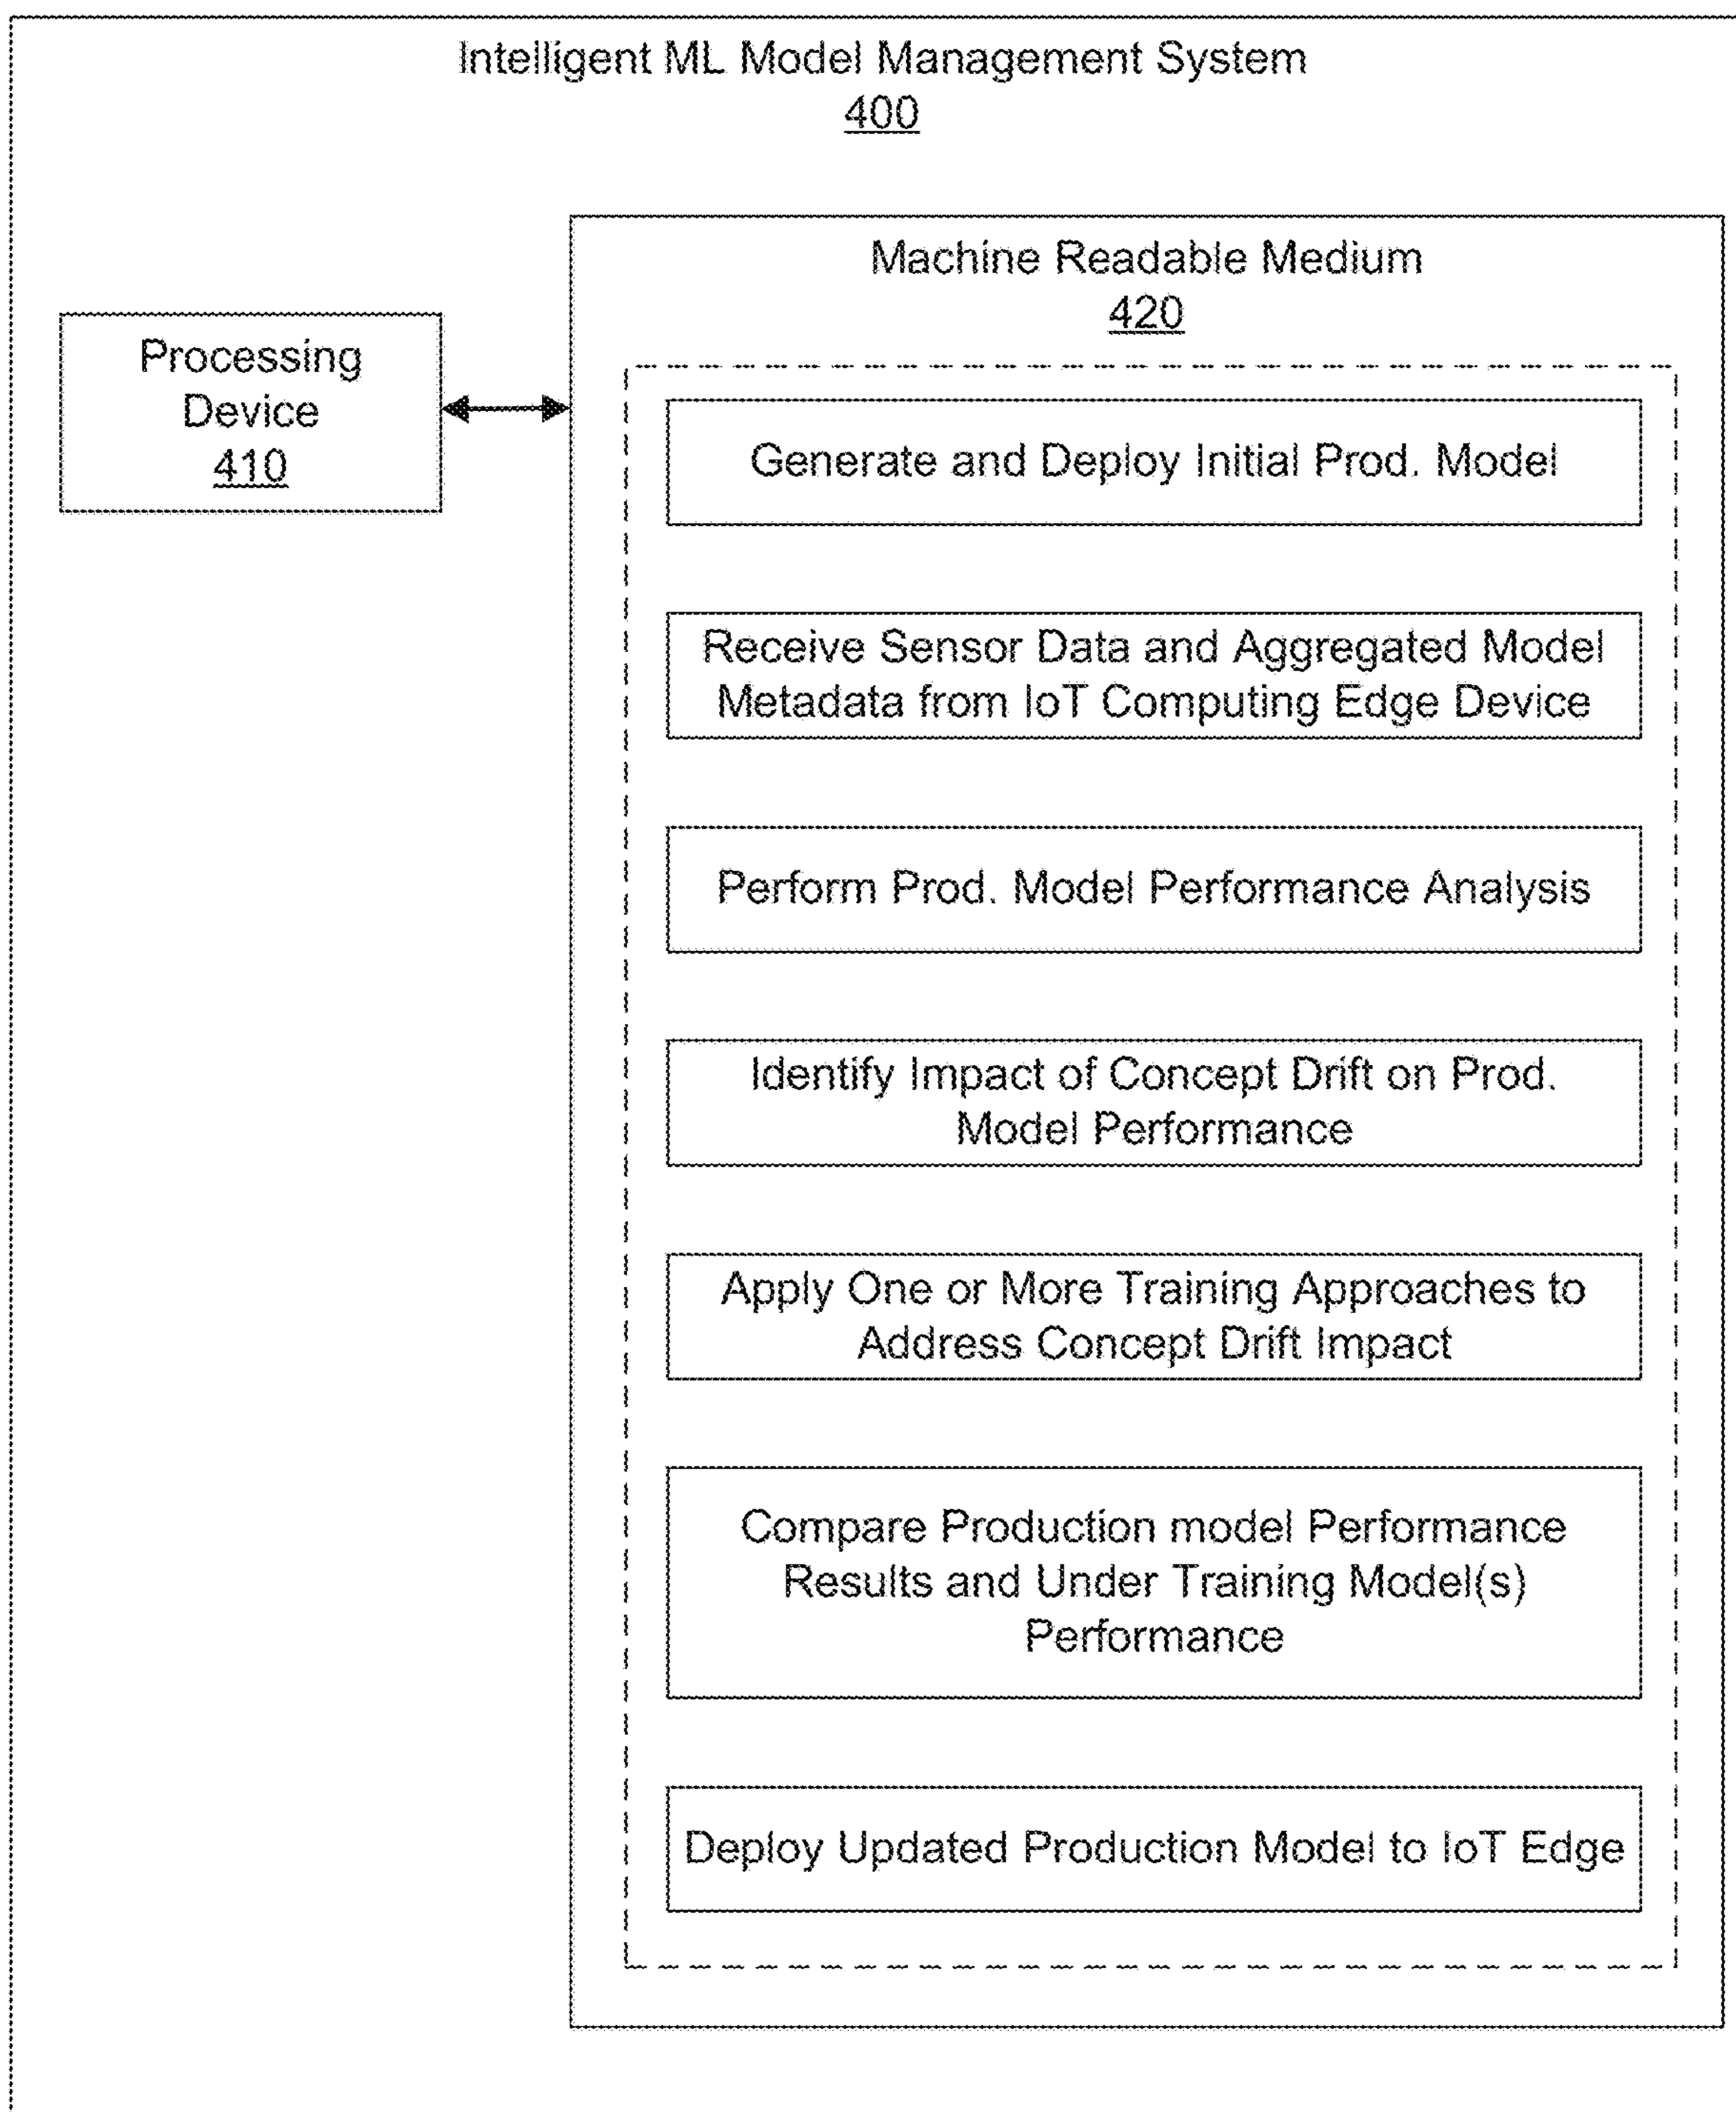 Intelligent ML Model Management System
400
Machine Readable Medium
420
Processing
Device
410
Generate and Deploy Initial Prod. Model
Receive Sensor Data and Aggregated Model
Metadata from IoT Computing Edge Device
Perform Prod. Model Performance Analysis
Identify Impact of Concept Drift on Prod.
Model Performance
Apply One or More Training Approaches to
Address Concept Drift Impact
Compare Production model Performance
Results and Under Training Model(s)
Performance
Deploy Updated Production Model to IoT Edge